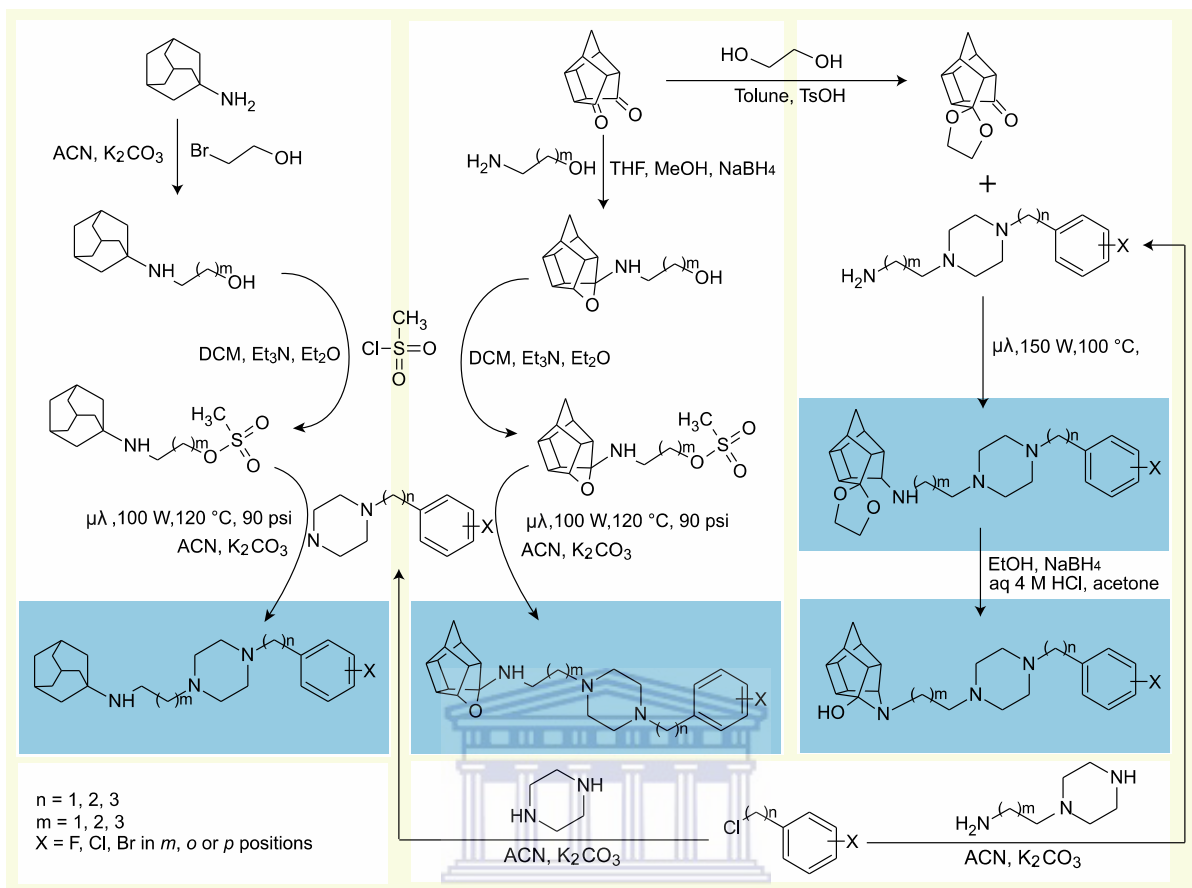 NH2
ACN, K2CO3
Br
OH
NH
( )m
OH
DCM, Et3N, Et2O
CH3
Cl
S
O
O
H3C
S
O
O
O
NH
( )m
µλ ,100 W,120 °C, 90 psi
ACN, K2CO3
N
N
( )n
X
NH
( )m
N
N
( )n
X
n = 1, 2, 3
m = 1, 2, 3
X = F, Cl, Br in m, o or p positions
O
O
H2N
( )m
OH
THF, MeOH, NaBH4
NH
( )m
OH
O
DCM, Et3N, Et2O
H3C
S
O
O
O
NH
( )m
O
µλ ,100 W,120 °C, 90 psi
ACN, K2CO3
NH
( )m
O
N
N
( )n
X
HO
OH
Tolune, TsOH
O
O
O
+
H2N
( )m
N
N
( )n
X
µλ,150 W,100 °C,
O
O
NH
( )m
N
N
( )n
X
EtOH, NaBH4
aq 4 M HCl, acetone
HO
N
( )m
N
N
( )n
X
NH
HN
ACN, K2CO3
Cl
( )n
X
H2N
( )m
N
NH
ACN, K2CO3